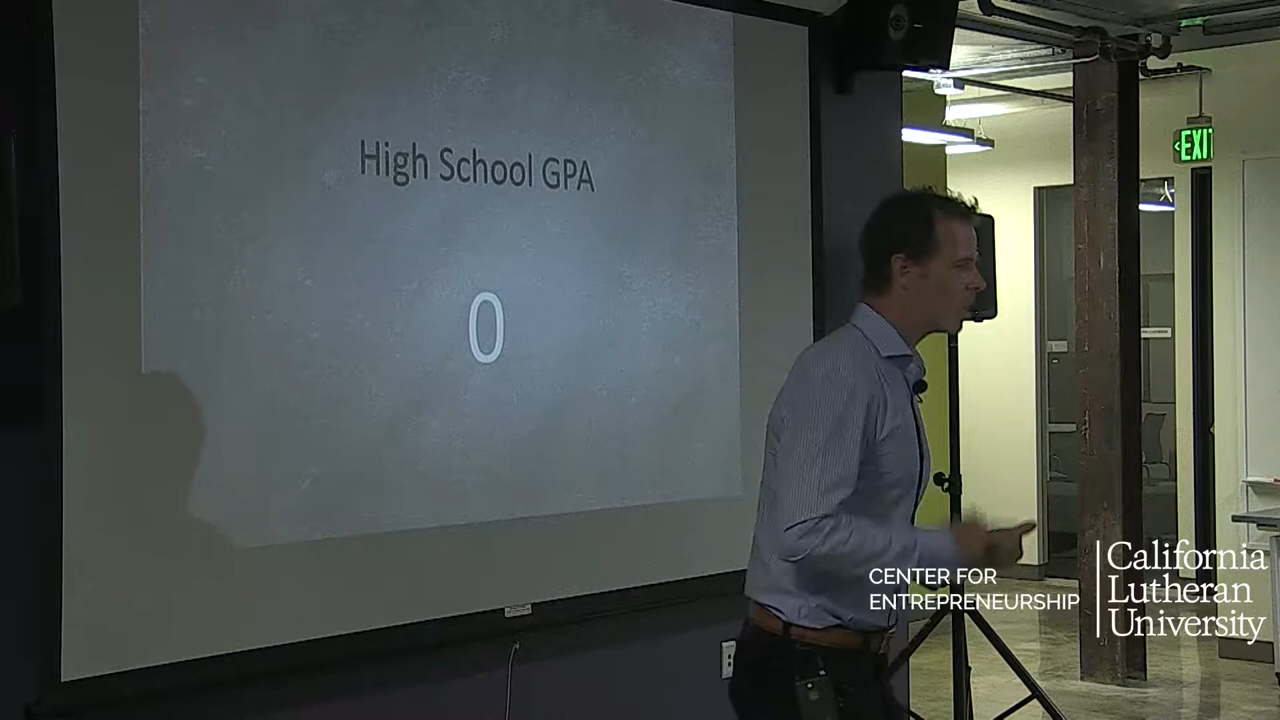 High School GPA
0
EXIT
CENTER FOR
ENTREPRENEURSHIP
California
Lutheran
University